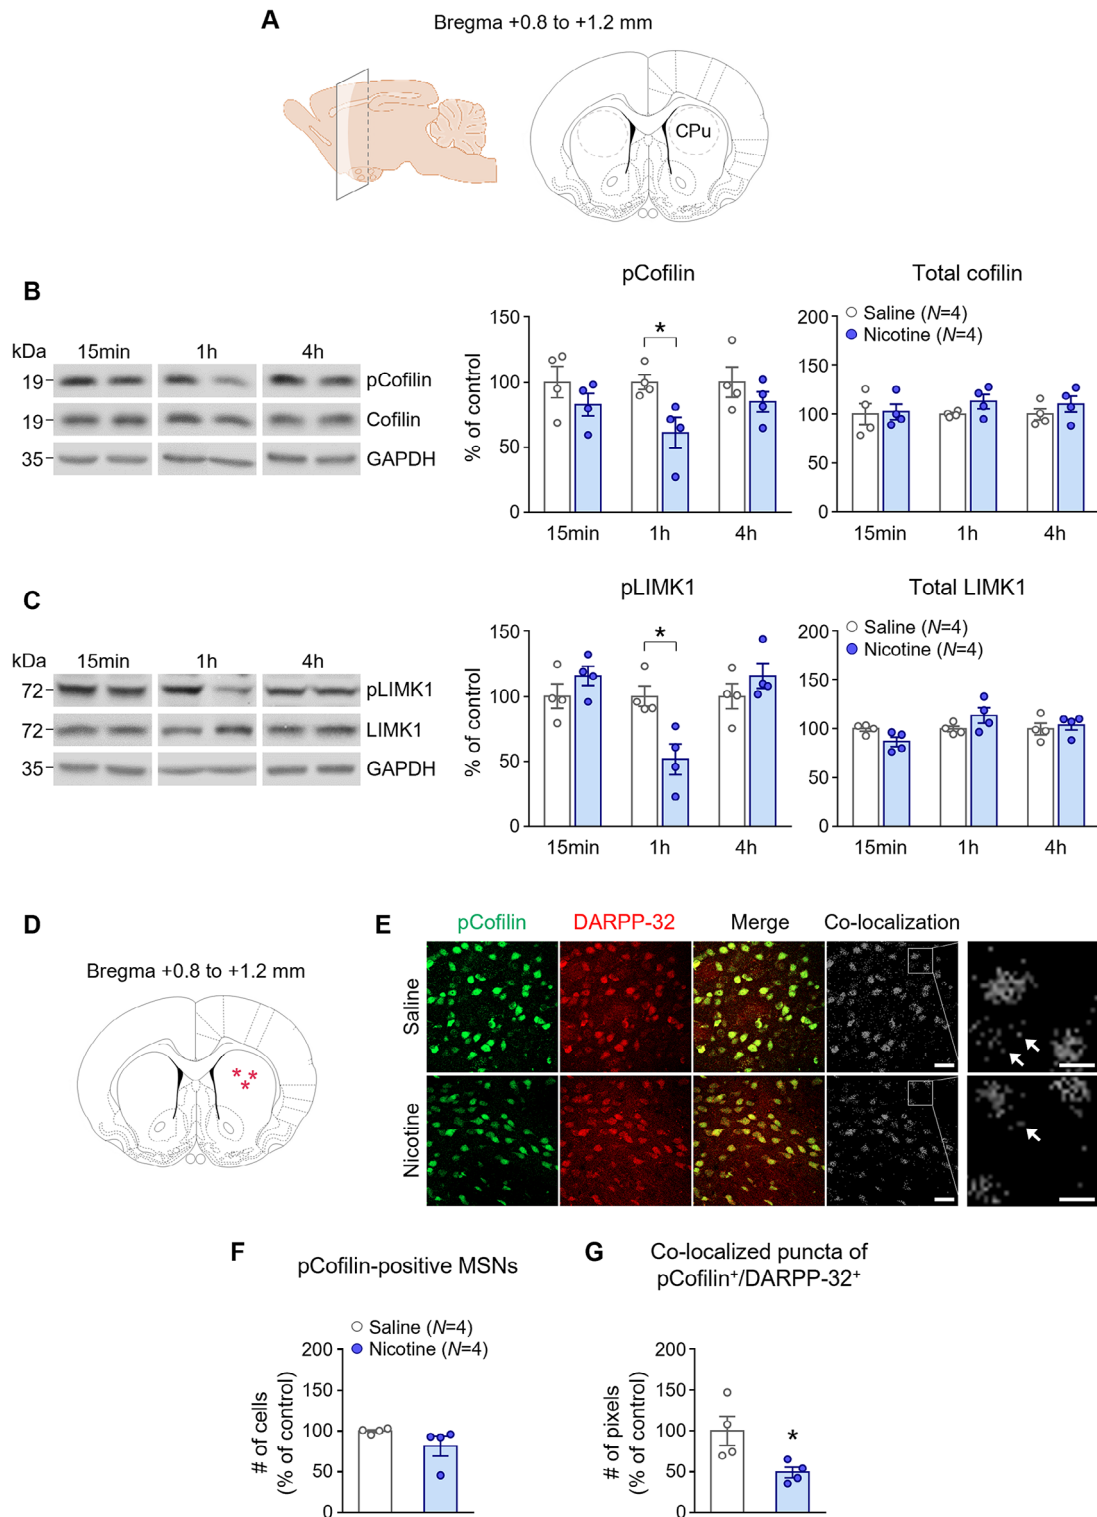 A
Bregma +0.8 to +1.2 mm
CPu
B
kDa 15min 1h 4h
19 pCofilin
19 Cofilin
35 GAPDH
pCofilin
% of control
150
100
50
0
*
15min 1h 4h
Total cofilin
Saline (N=4)
Nicotine (N=4)
200
150
100
50
0
15min 1h 4h
C
kDa 15min 1h 4h
72 pLIMK1
72 LIMK1
35 GAPDH
pLIMK1
% of control
150
100
50
0
*
15min 1h 4h
Total LIMK1
Saline (N=4)
Nicotine (N=4)
200
150
100
50
0
15min 1h 4h
D
Bregma +0.8 to +1.2 mm
* * *
E
pCofilin DARPP-32 Merge Co-localization
Saline
Nicotine
F
pCofilin-positive MSNs
Saline (N=4)
Nicotine (N=4)
# of cells
(% of control)
200
150
100
50
0
G
Co-localized puncta of
pCofilin⁺/DARPP-32⁺
# of pixels
(% of control)
200
150
100
50
0
*